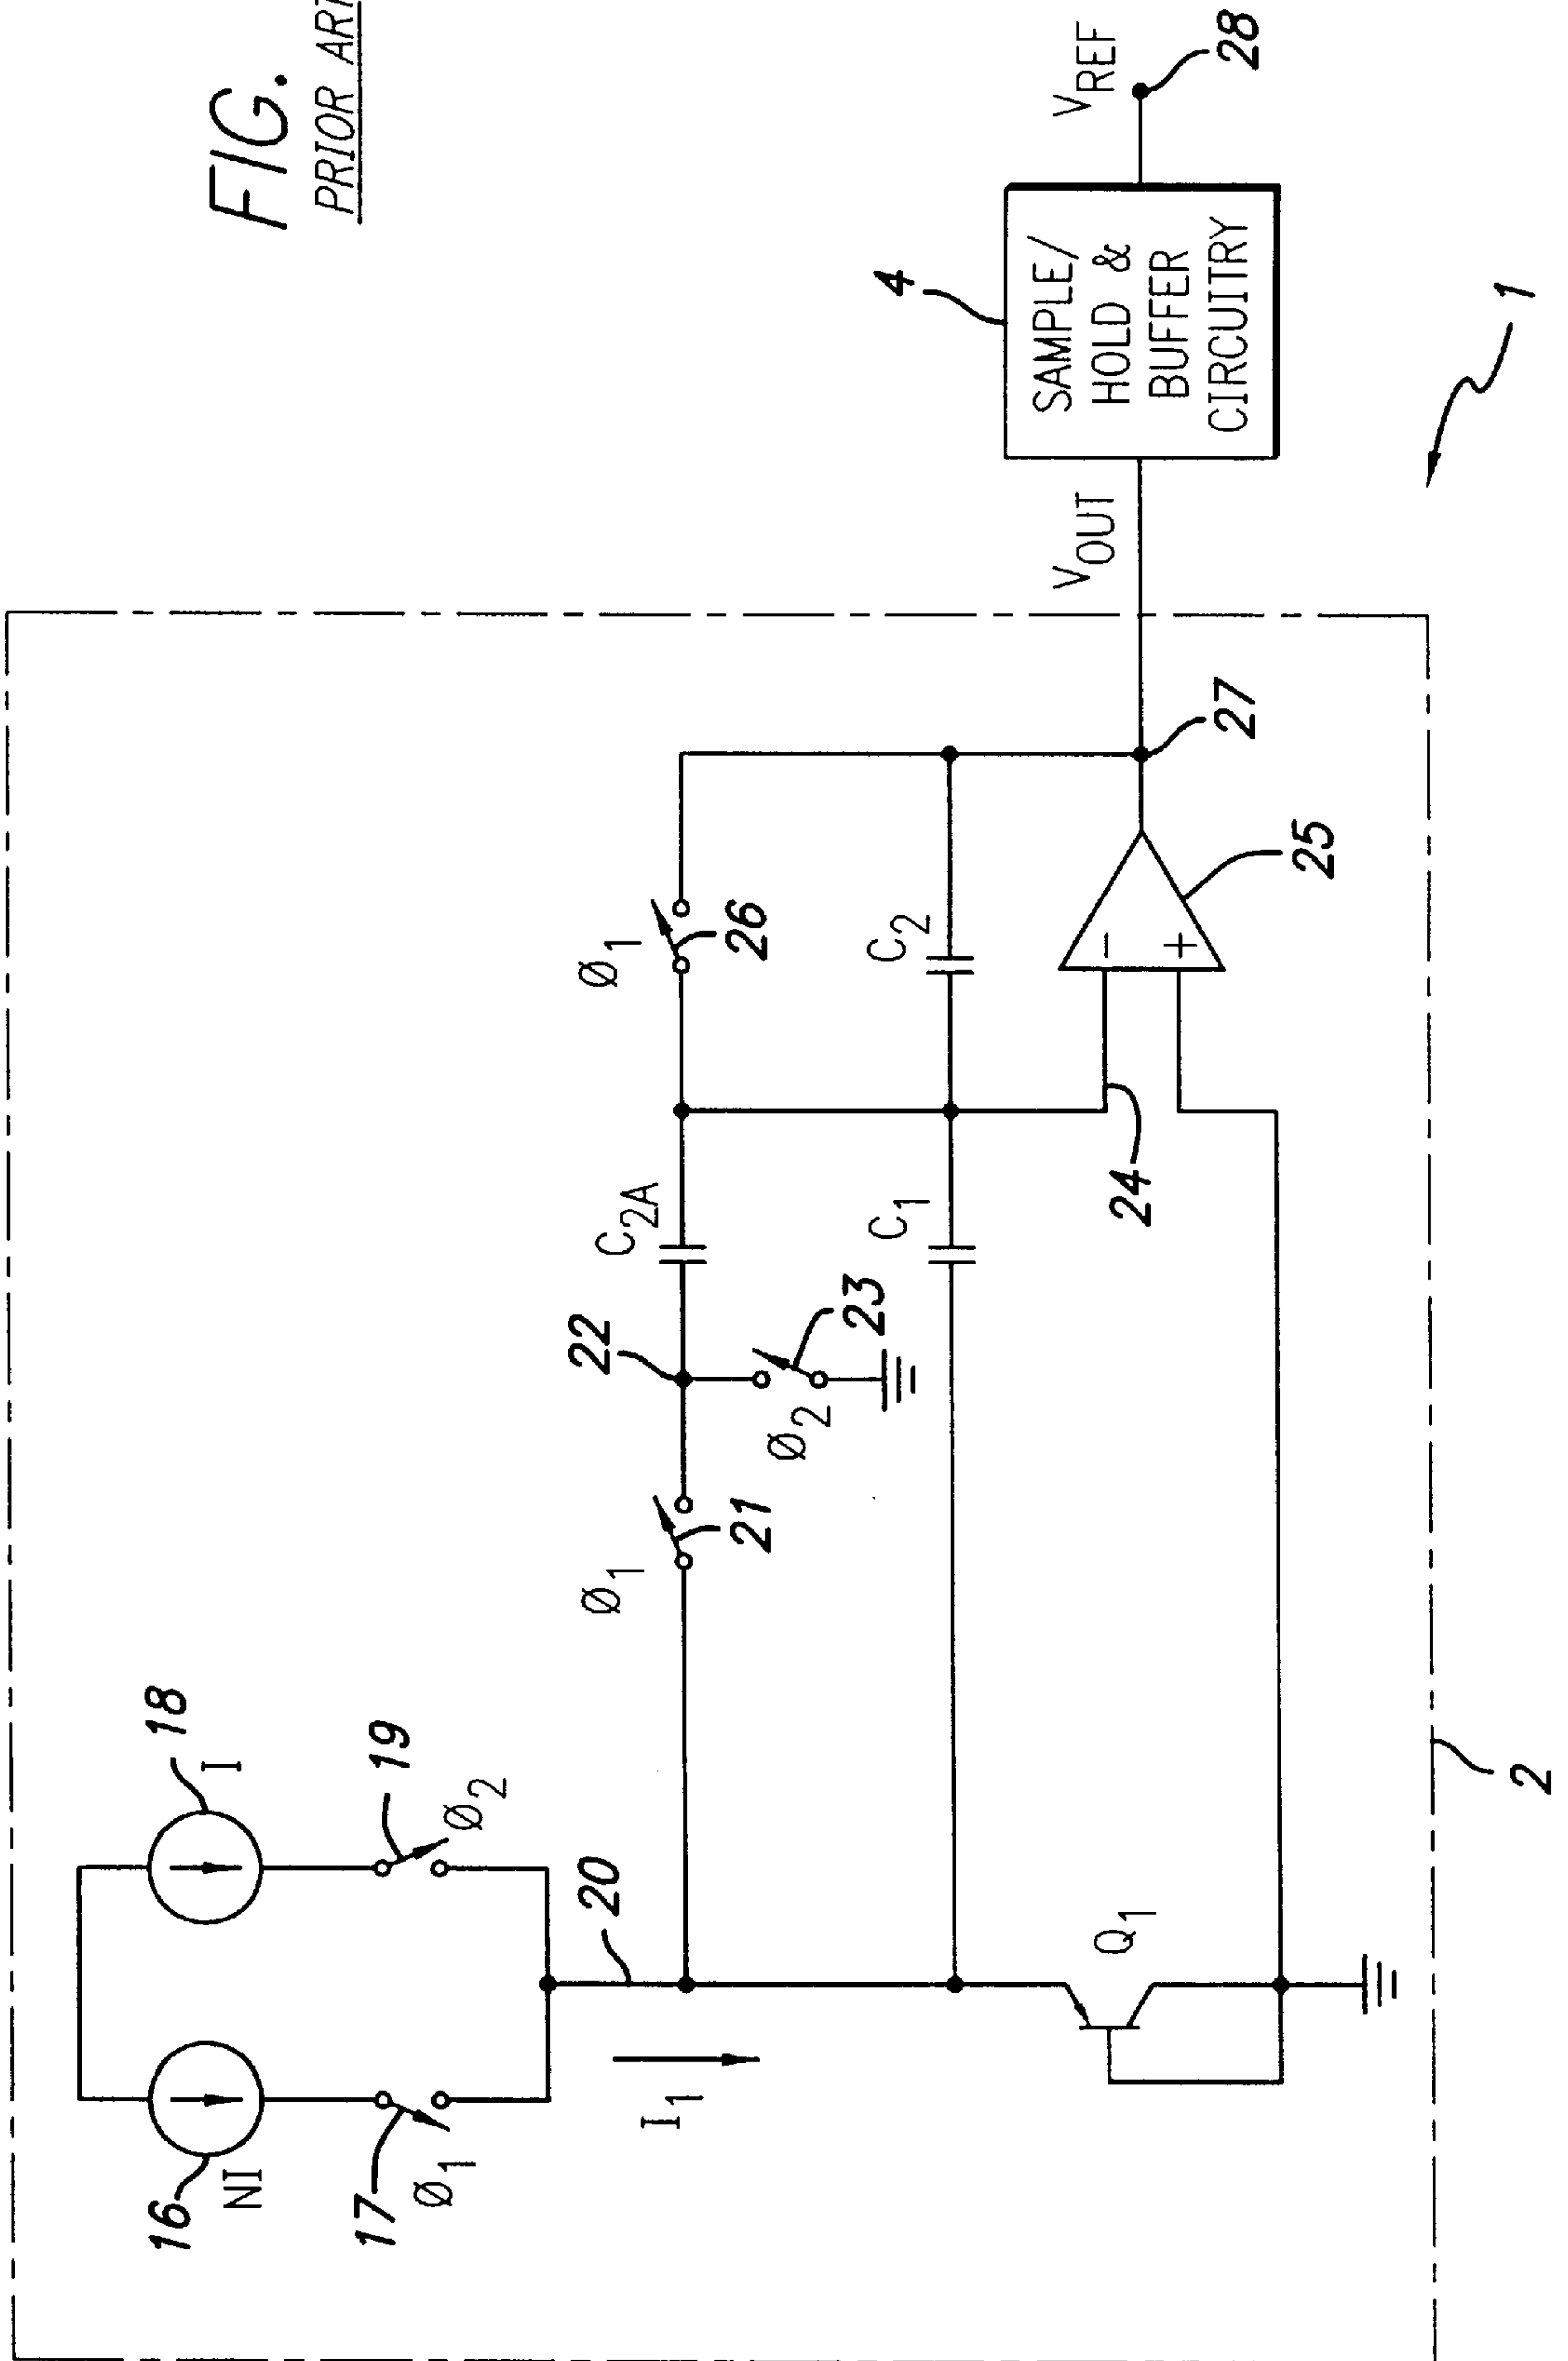 FIG.
PRIOR ART
16
NI
18
I
17
Ø1
19
Ø2
20
I1
Q1
Ø1
21
22
Ø2
23
C2A
C1
24
Ø1
26
C2
25
27
VOUT
4
SAMPLE/
HOLD &
BUFFER
CIRCUITRY
VREF
28
1
2